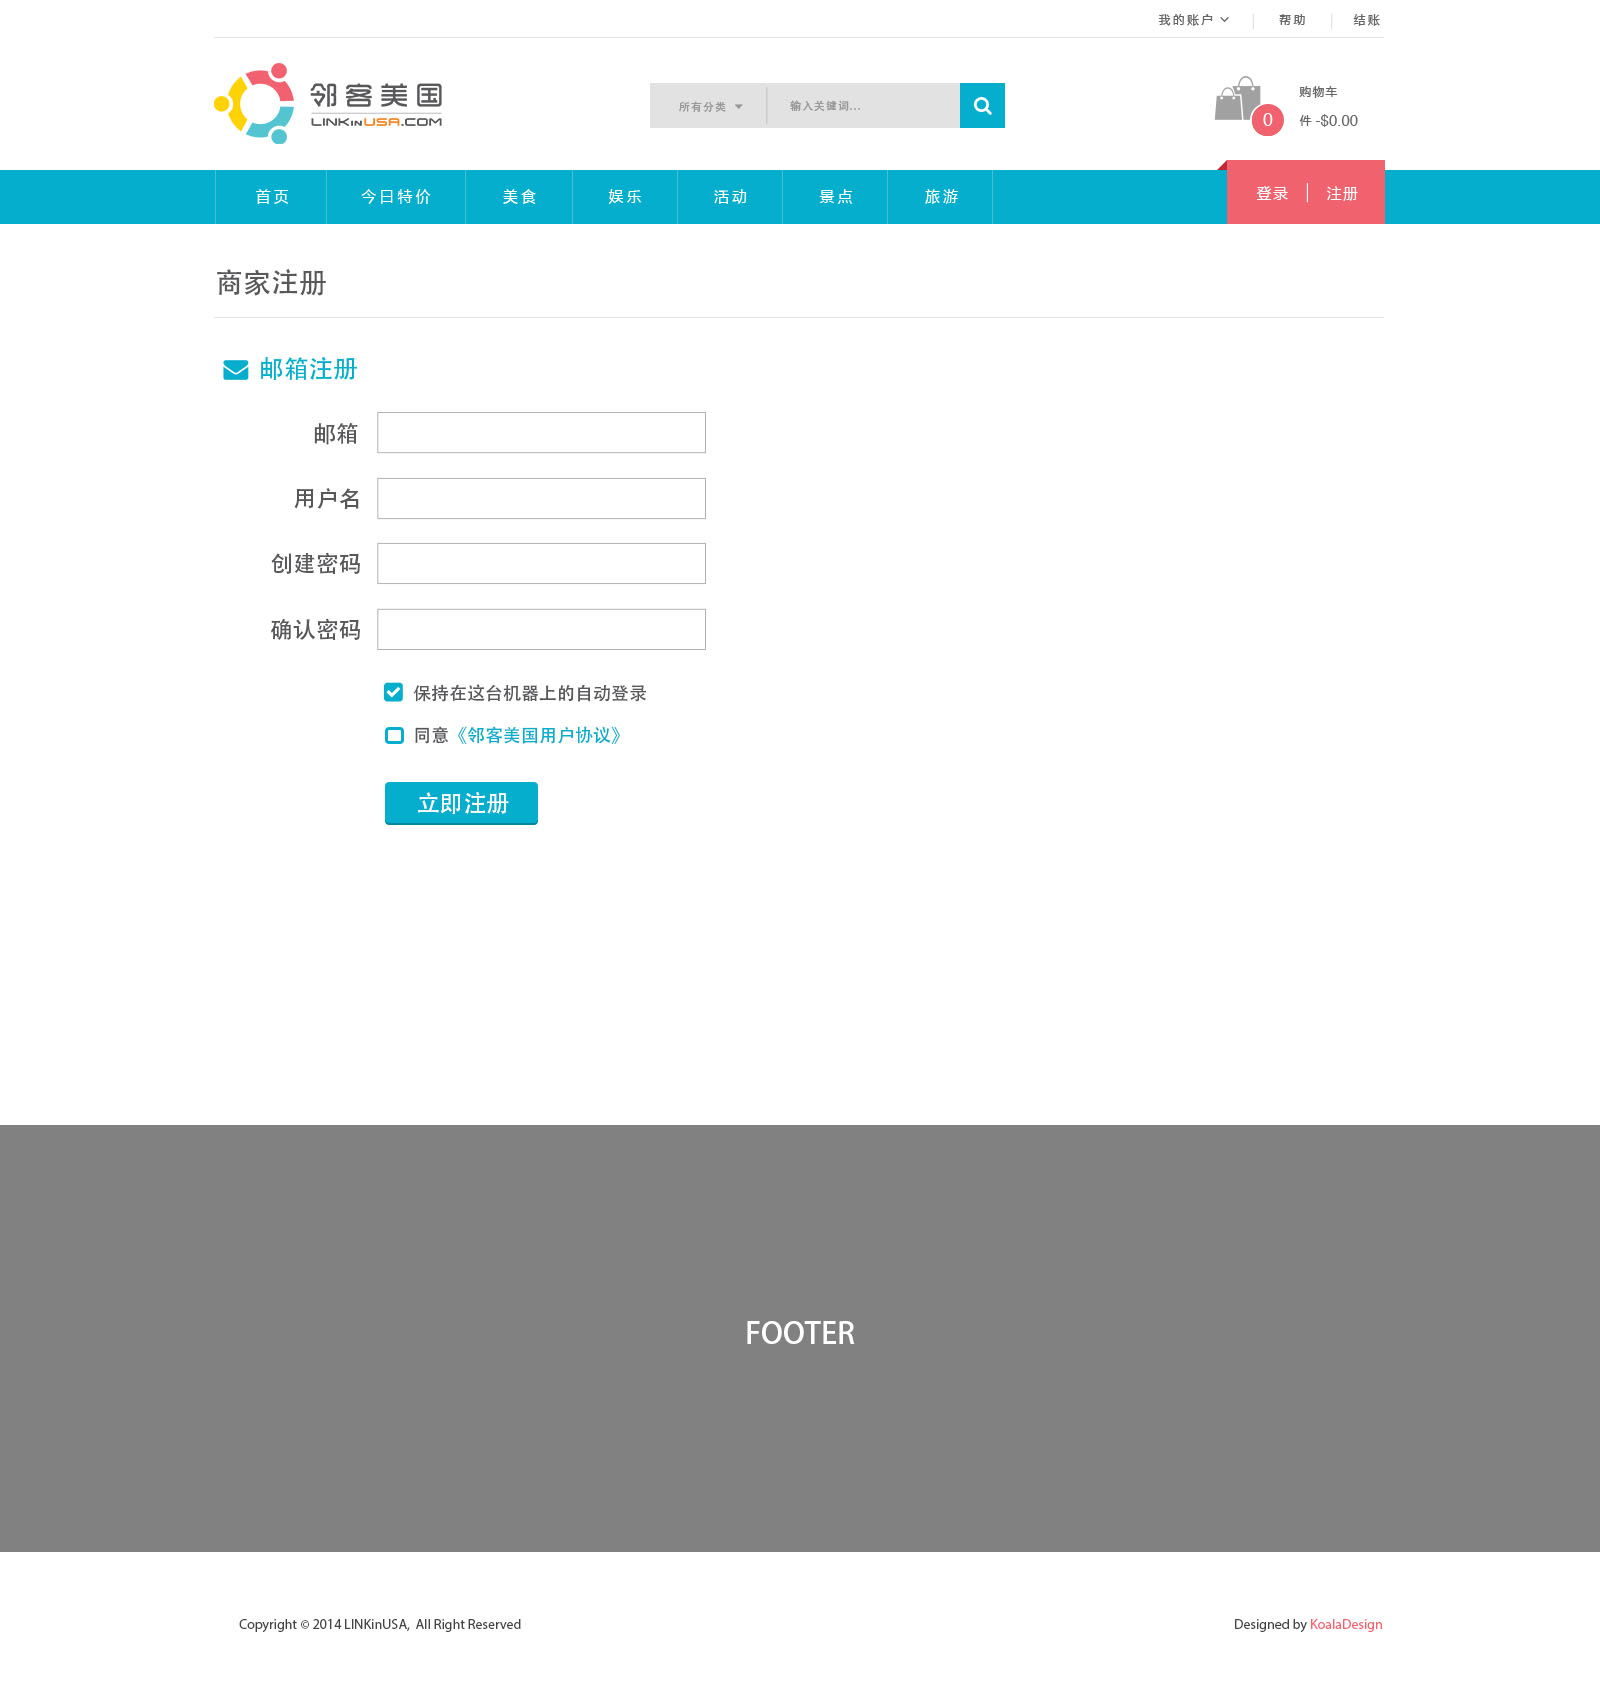 我的账户 帮助 结账
邻客美国
LINKinUSA.COM
所有分类 输入关键词...
购物车
0 件 -$0.00
首页 今日特价 美食 娱乐 活动 景点 旅游 登录 注册
商家注册
邮箱注册
邮箱
用户名
创建密码
确认密码
保持在这台机器上的自动登录
同意《邻客美国用户协议》
立即注册
FOOTER
Copyright © 2014 LINKinUSA, All Right Reserved Designed by KoalaDesign